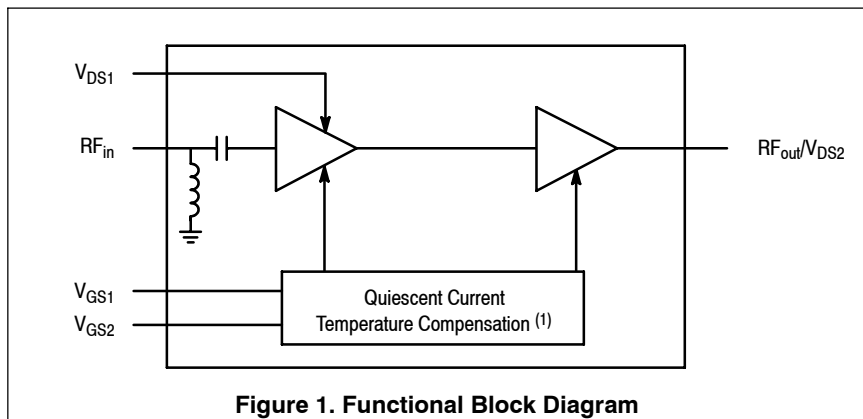 V_DS1
RF_in
RF_out/V_DS2
V_GS1
V_GS2
Quiescent Current
Temperature Compensation (1)
Figure 1. Functional Block Diagram